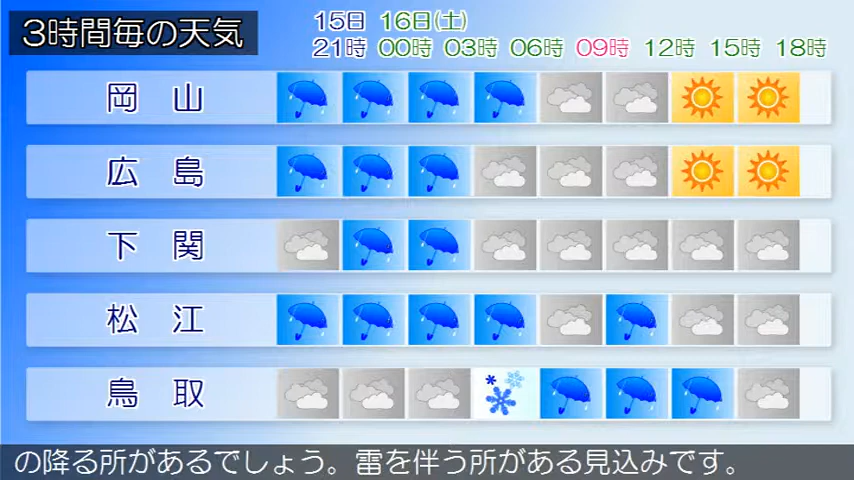 3時間毎の天気
15日 16日(土)
21時 00時 03時 06時 09時 12時 15時 18時
岡 山
広 島
下 関
松 江
鳥 取
の降る所があるでしょう。雷を伴う所がある見込みです。